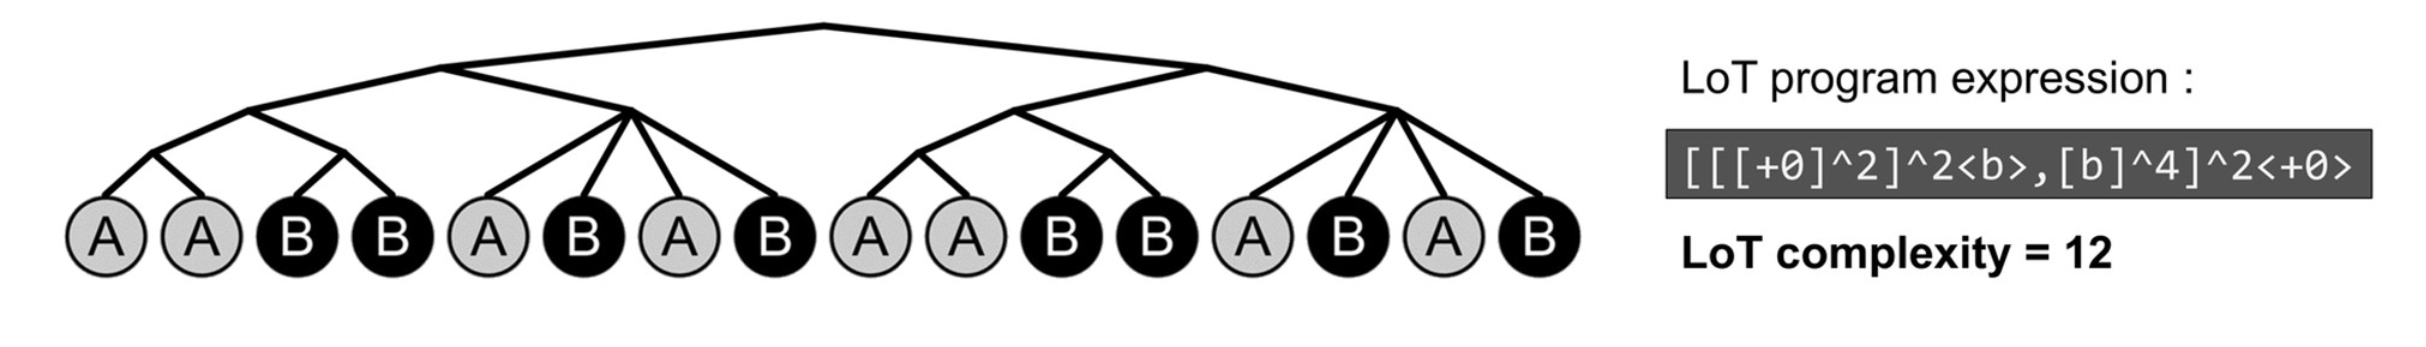 A A B B A B A B A A B B A B A B
LoT program expression :
[[[+0]^2]^2<b>,[b]^4]^2<+0>
LoT complexity = 12